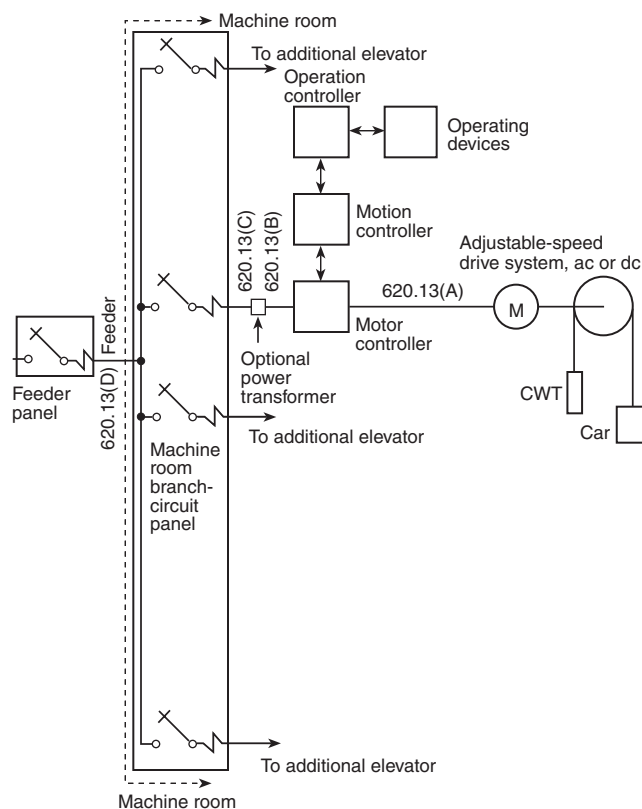 Machine room
To additional elevator
Operation
controller
Operating
devices
Motion
controller
620.13(C)
620.13(B)
Adjustable-speed
drive system, ac or dc
620.13(A)
M
Motor
controller
Optional
power
transformer
Feeder
620.13(D)
Feeder
panel
CWT
Car
To additional elevator
Machine
room
branch-
circuit
panel
To additional elevator
Machine room